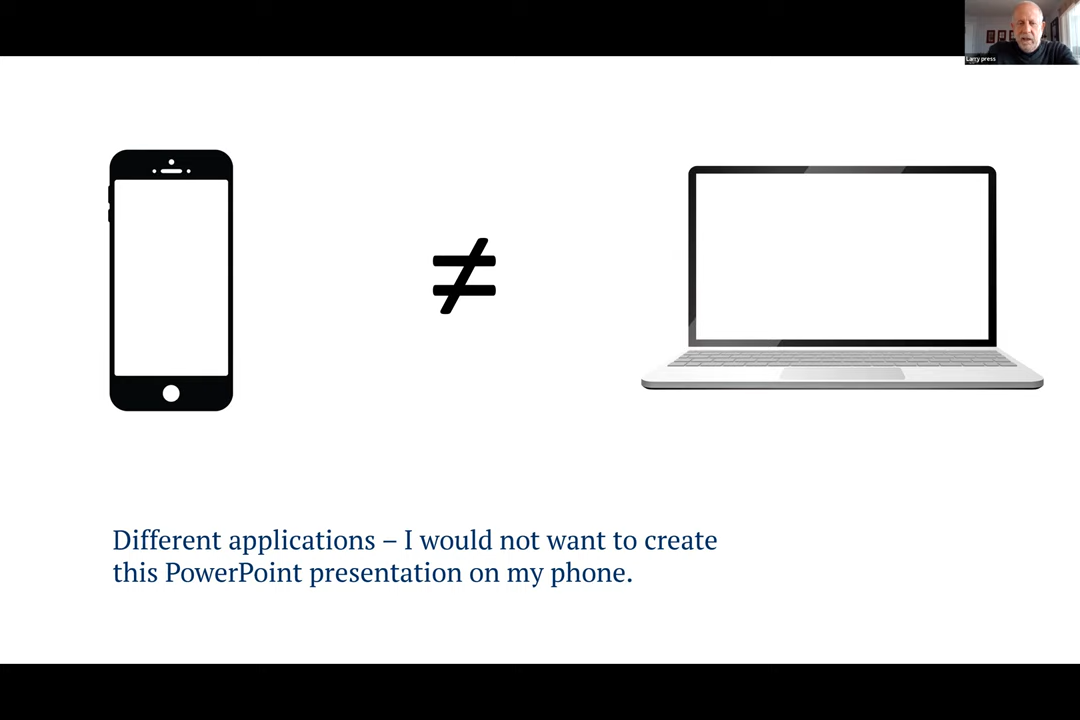 Larry press
≠
Different applications – I would not want to create
this PowerPoint presentation on my phone.